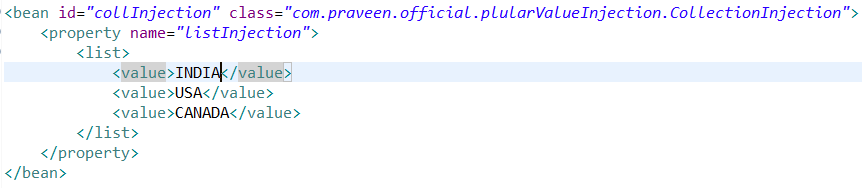 <bean id="collInjection" class="com.praveen.official.plularValueInjection.CollectionInjection">
<property name="listInjection">
<list>
<value>INDIA</value>
<value>USA</value>
<value>CANADA</value>
</list>
</property>
</bean>